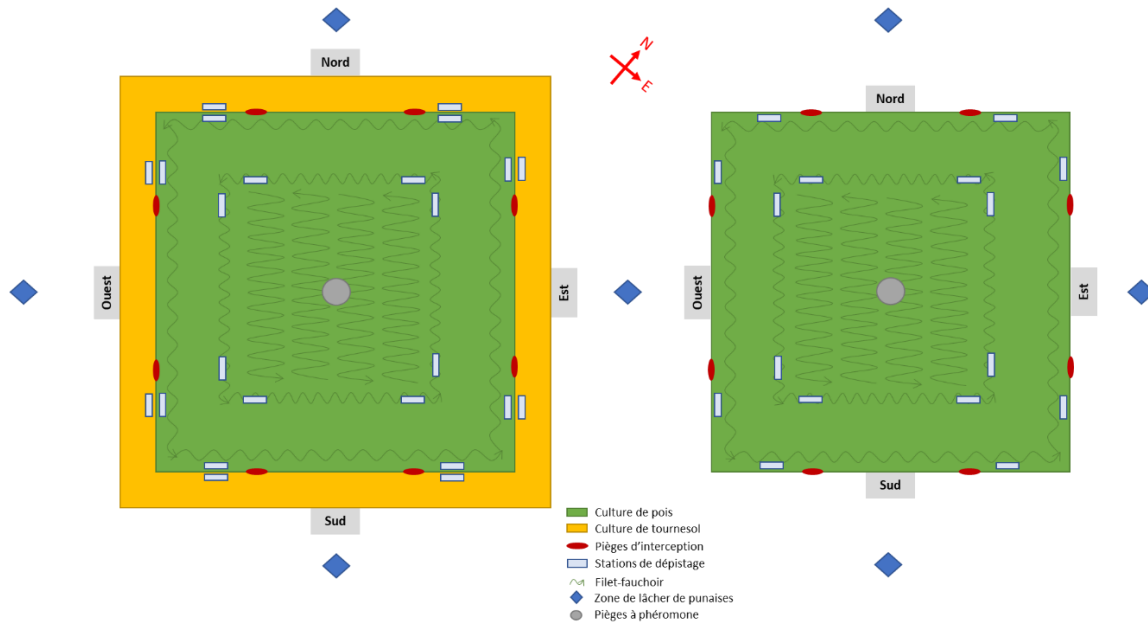 N
E
Nord
Nord
Ouest
Est
Ouest
Est
Sud
Sud
Culture de pois
Culture de tournesol
Pièges d'interception
Stations de dépistage
Filet-fauchoir
Zone de lâcher de punaises
Pièges à phéromone